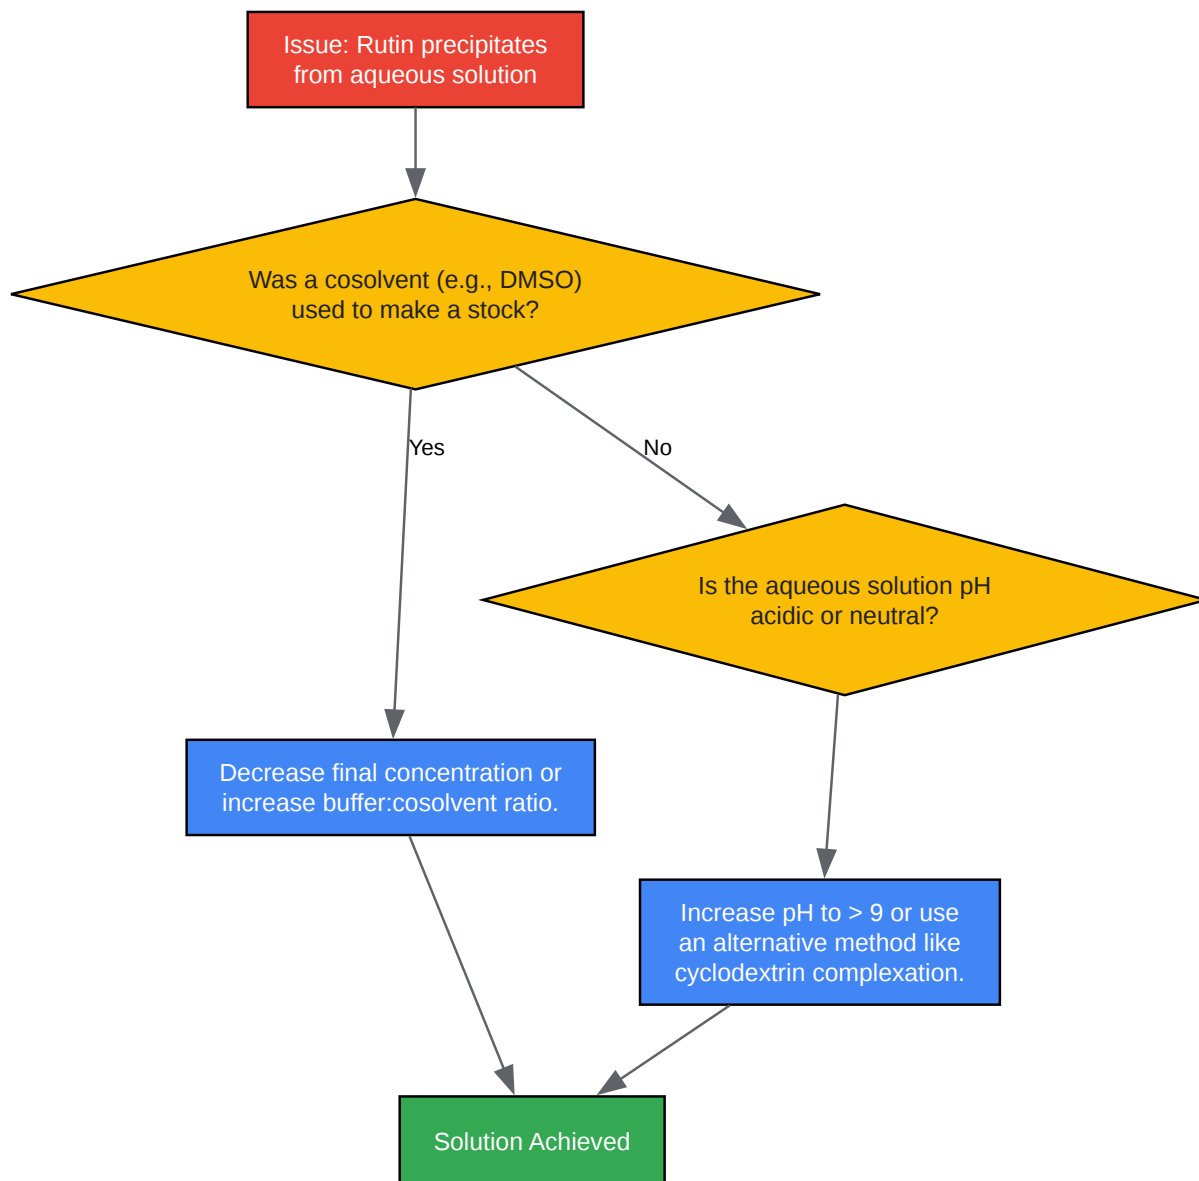 Issue: Rutin precipitates
from aqueous solution
Was a cosolvent (e.g., DMSO)
used to make a stock?
Yes
No
Is the aqueous solution pH
acidic or neutral?
Decrease final concentration or
increase buffer:cosolvent ratio.
Increase pH to > 9 or use
an alternative method like
cyclodextrin complexation.
Solution Achieved